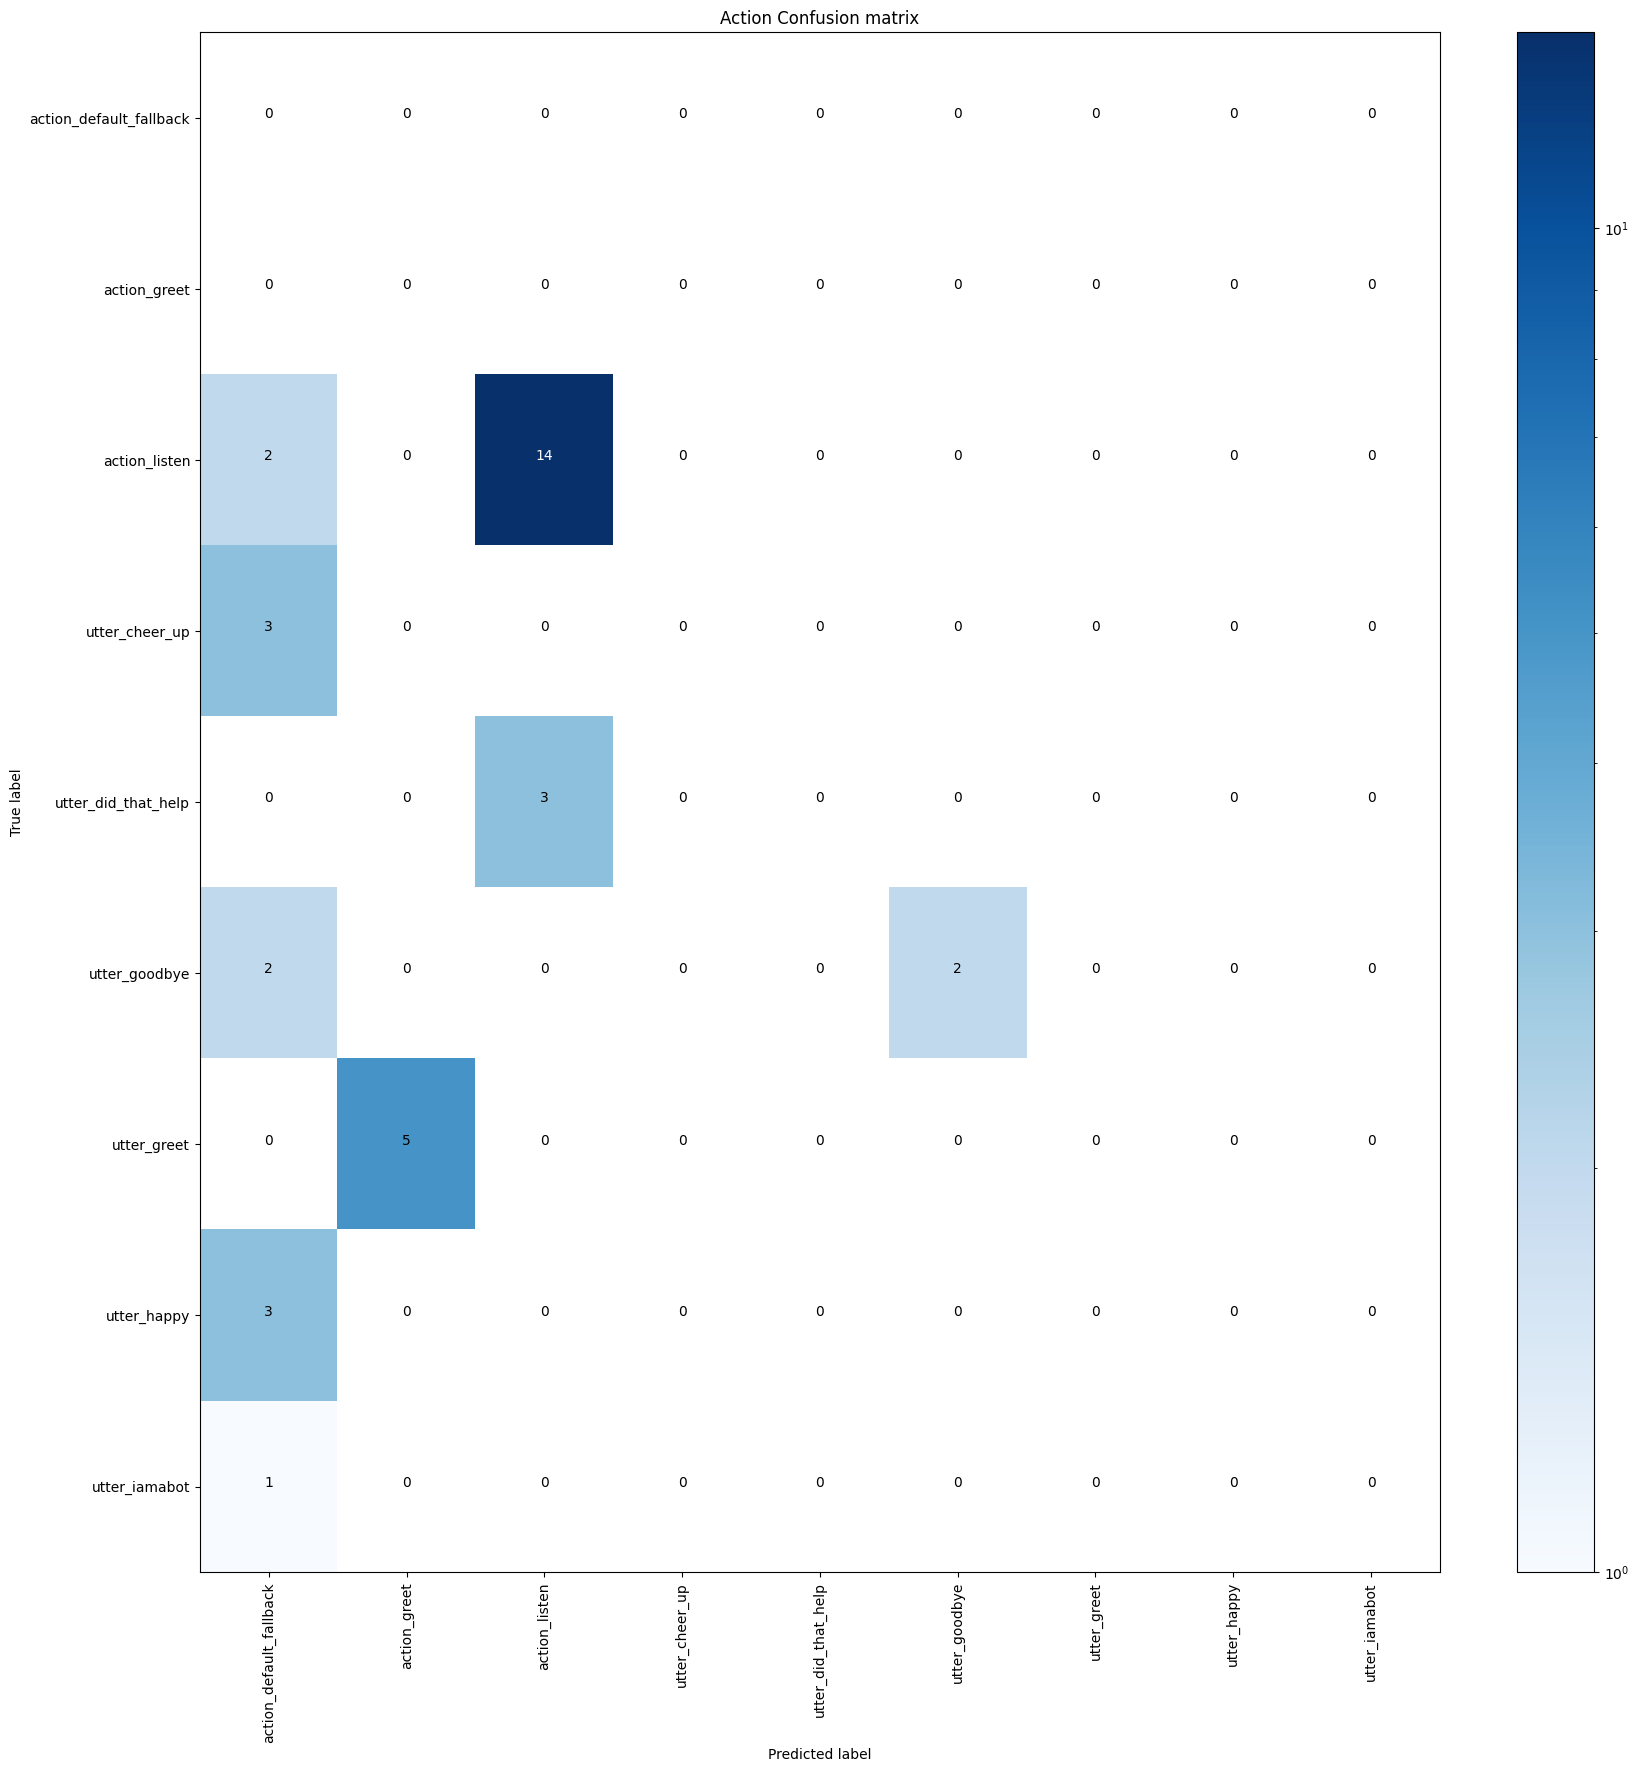 Action Confusion matrix
action_default_fallback 0 0 0 0 0 0 0 0 0
action_greet 0 0 0 0 0 0 0 0 0
action_listen 2 0 14 0 0 0 0 0 0
utter_cheer_up 3 0 0 0 0 0 0 0 0
utter_did_that_help 0 0 3 0 0 0 0 0 0
utter_goodbye 2 0 0 0 0 2 0 0 0
utter_greet 0 5 0 0 0 0 0 0 0
utter_happy 3 0 0 0 0 0 0 0 0
utter_iamabot 1 0 0 0 0 0 0 0 0
True label
action_default_fallback
action_greet
action_listen
utter_cheer_up
utter_did_that_help
utter_goodbye
utter_greet
utter_happy
utter_iamabot
Predicted label
10¹
10⁰